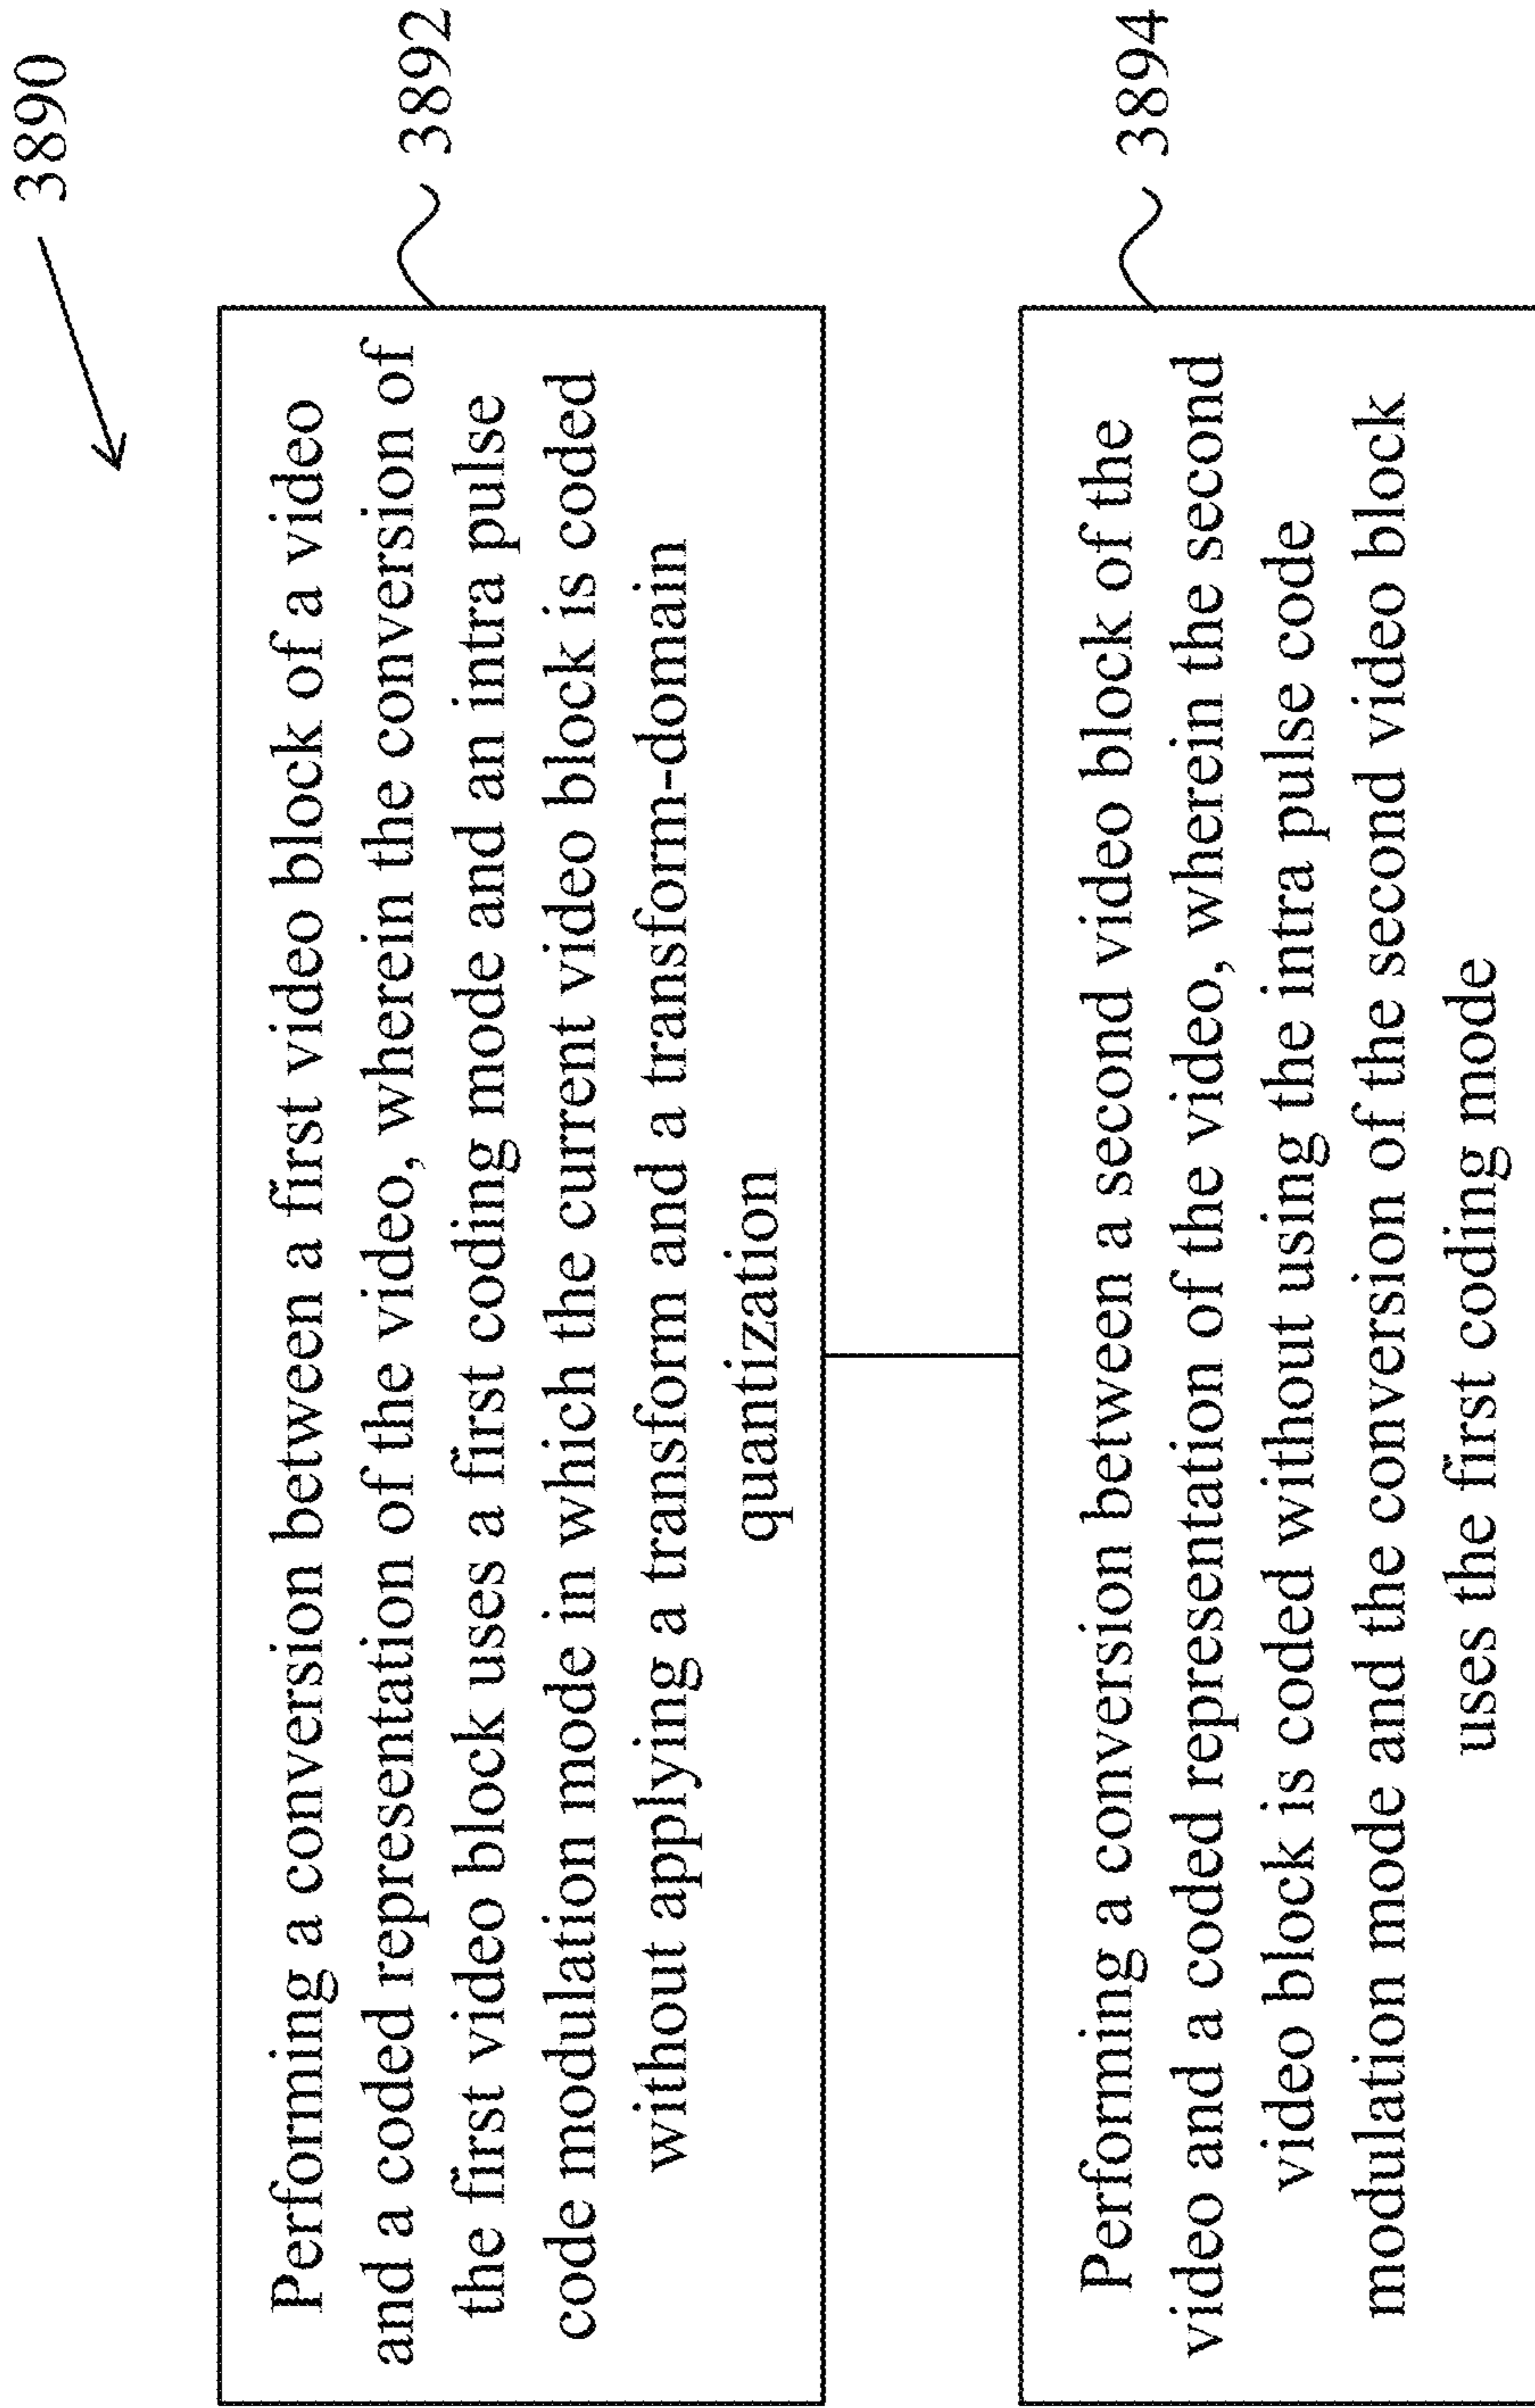 3890
Performing a conversion between a first video block of a video
and a coded representation of the video, wherein the conversion of
the first video block uses a first coding mode and an intra pulse
code modulation mode in which the current video block is coded
without applying a transform and a transform-domain
quantization
3892
Performing a conversion between a second video block of the
video and a coded representation of the video, wherein the second
video block is coded without using the intra pulse code
modulation mode and the conversion of the second video block
uses the first coding mode
3894